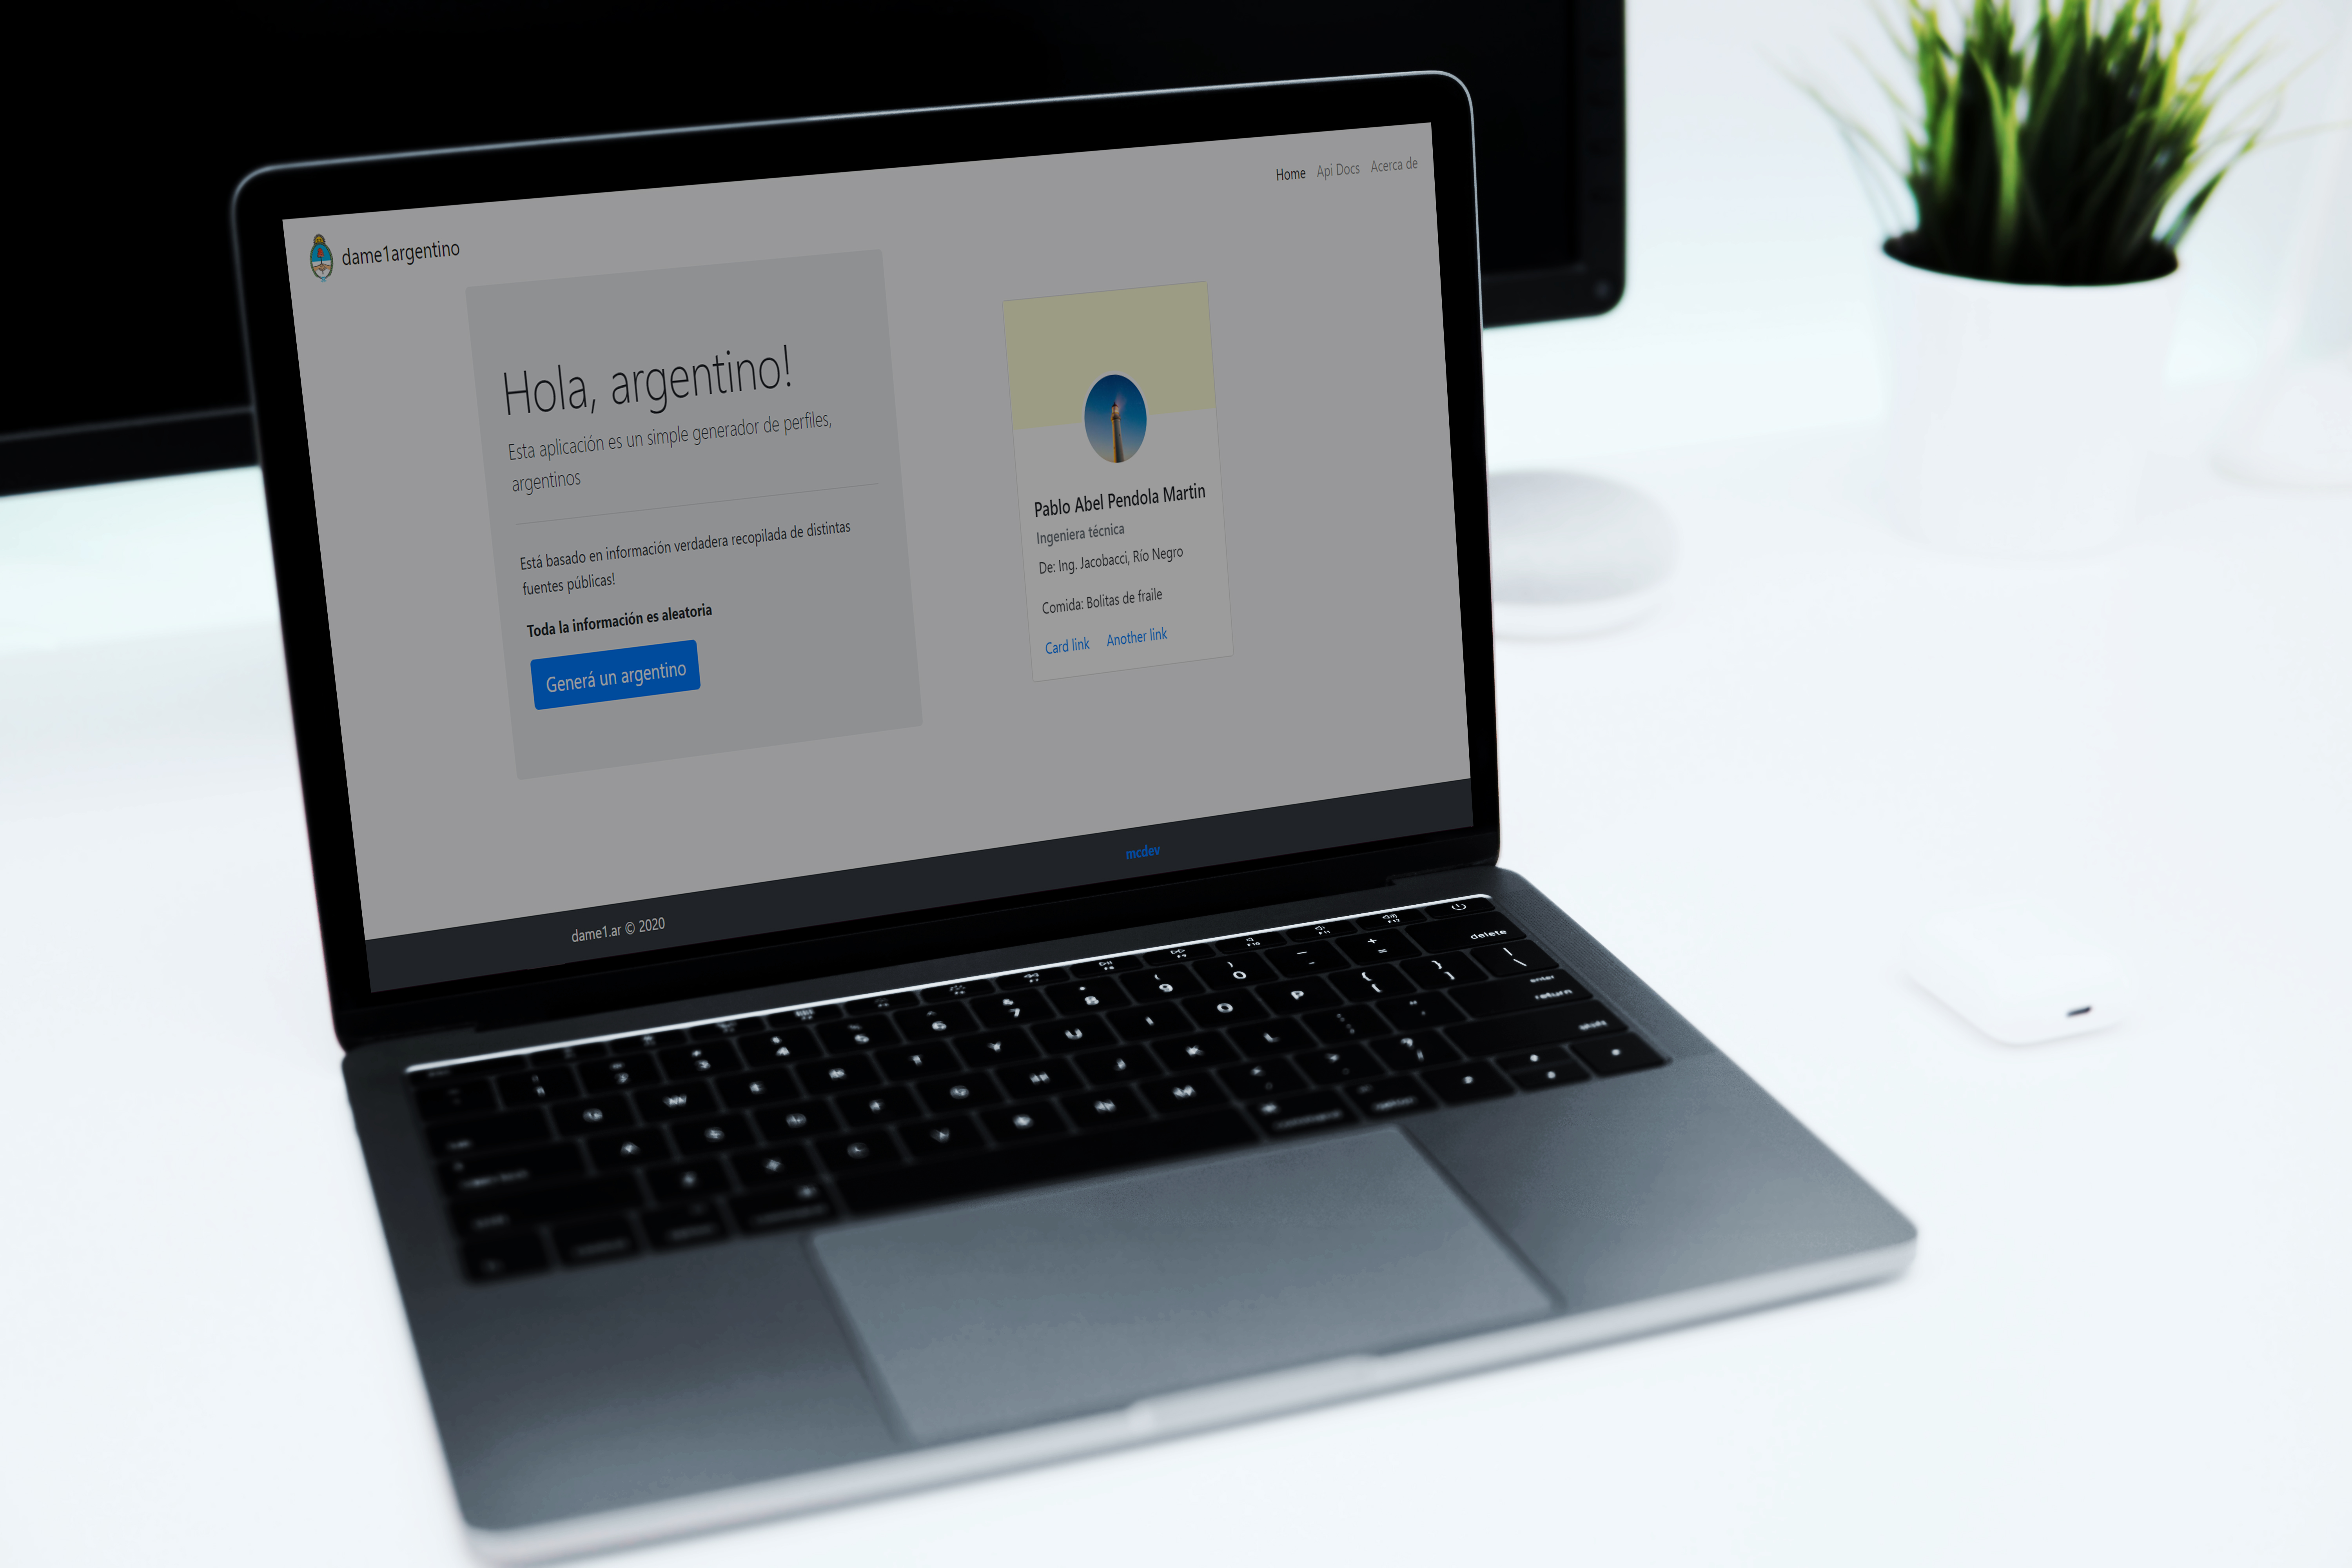 dame1argentino
Home Api Docs Acerca de
Hola, argentino!
Esta aplicación es un simple generador de perfiles,
argentinos
Está basado en información verdadera recopilada de distintas
fuentes públicas!
Toda la información es aleatoria
Generá un argentino
Pablo Abel Pendola Martin
Ingeniera técnica
De: Ing. Jacobacci, Río Negro
Comida: Bolitas de fraile
Card link Another link
dame1.ar © 2020
mcdev
delete
enter
return
shift
command
option